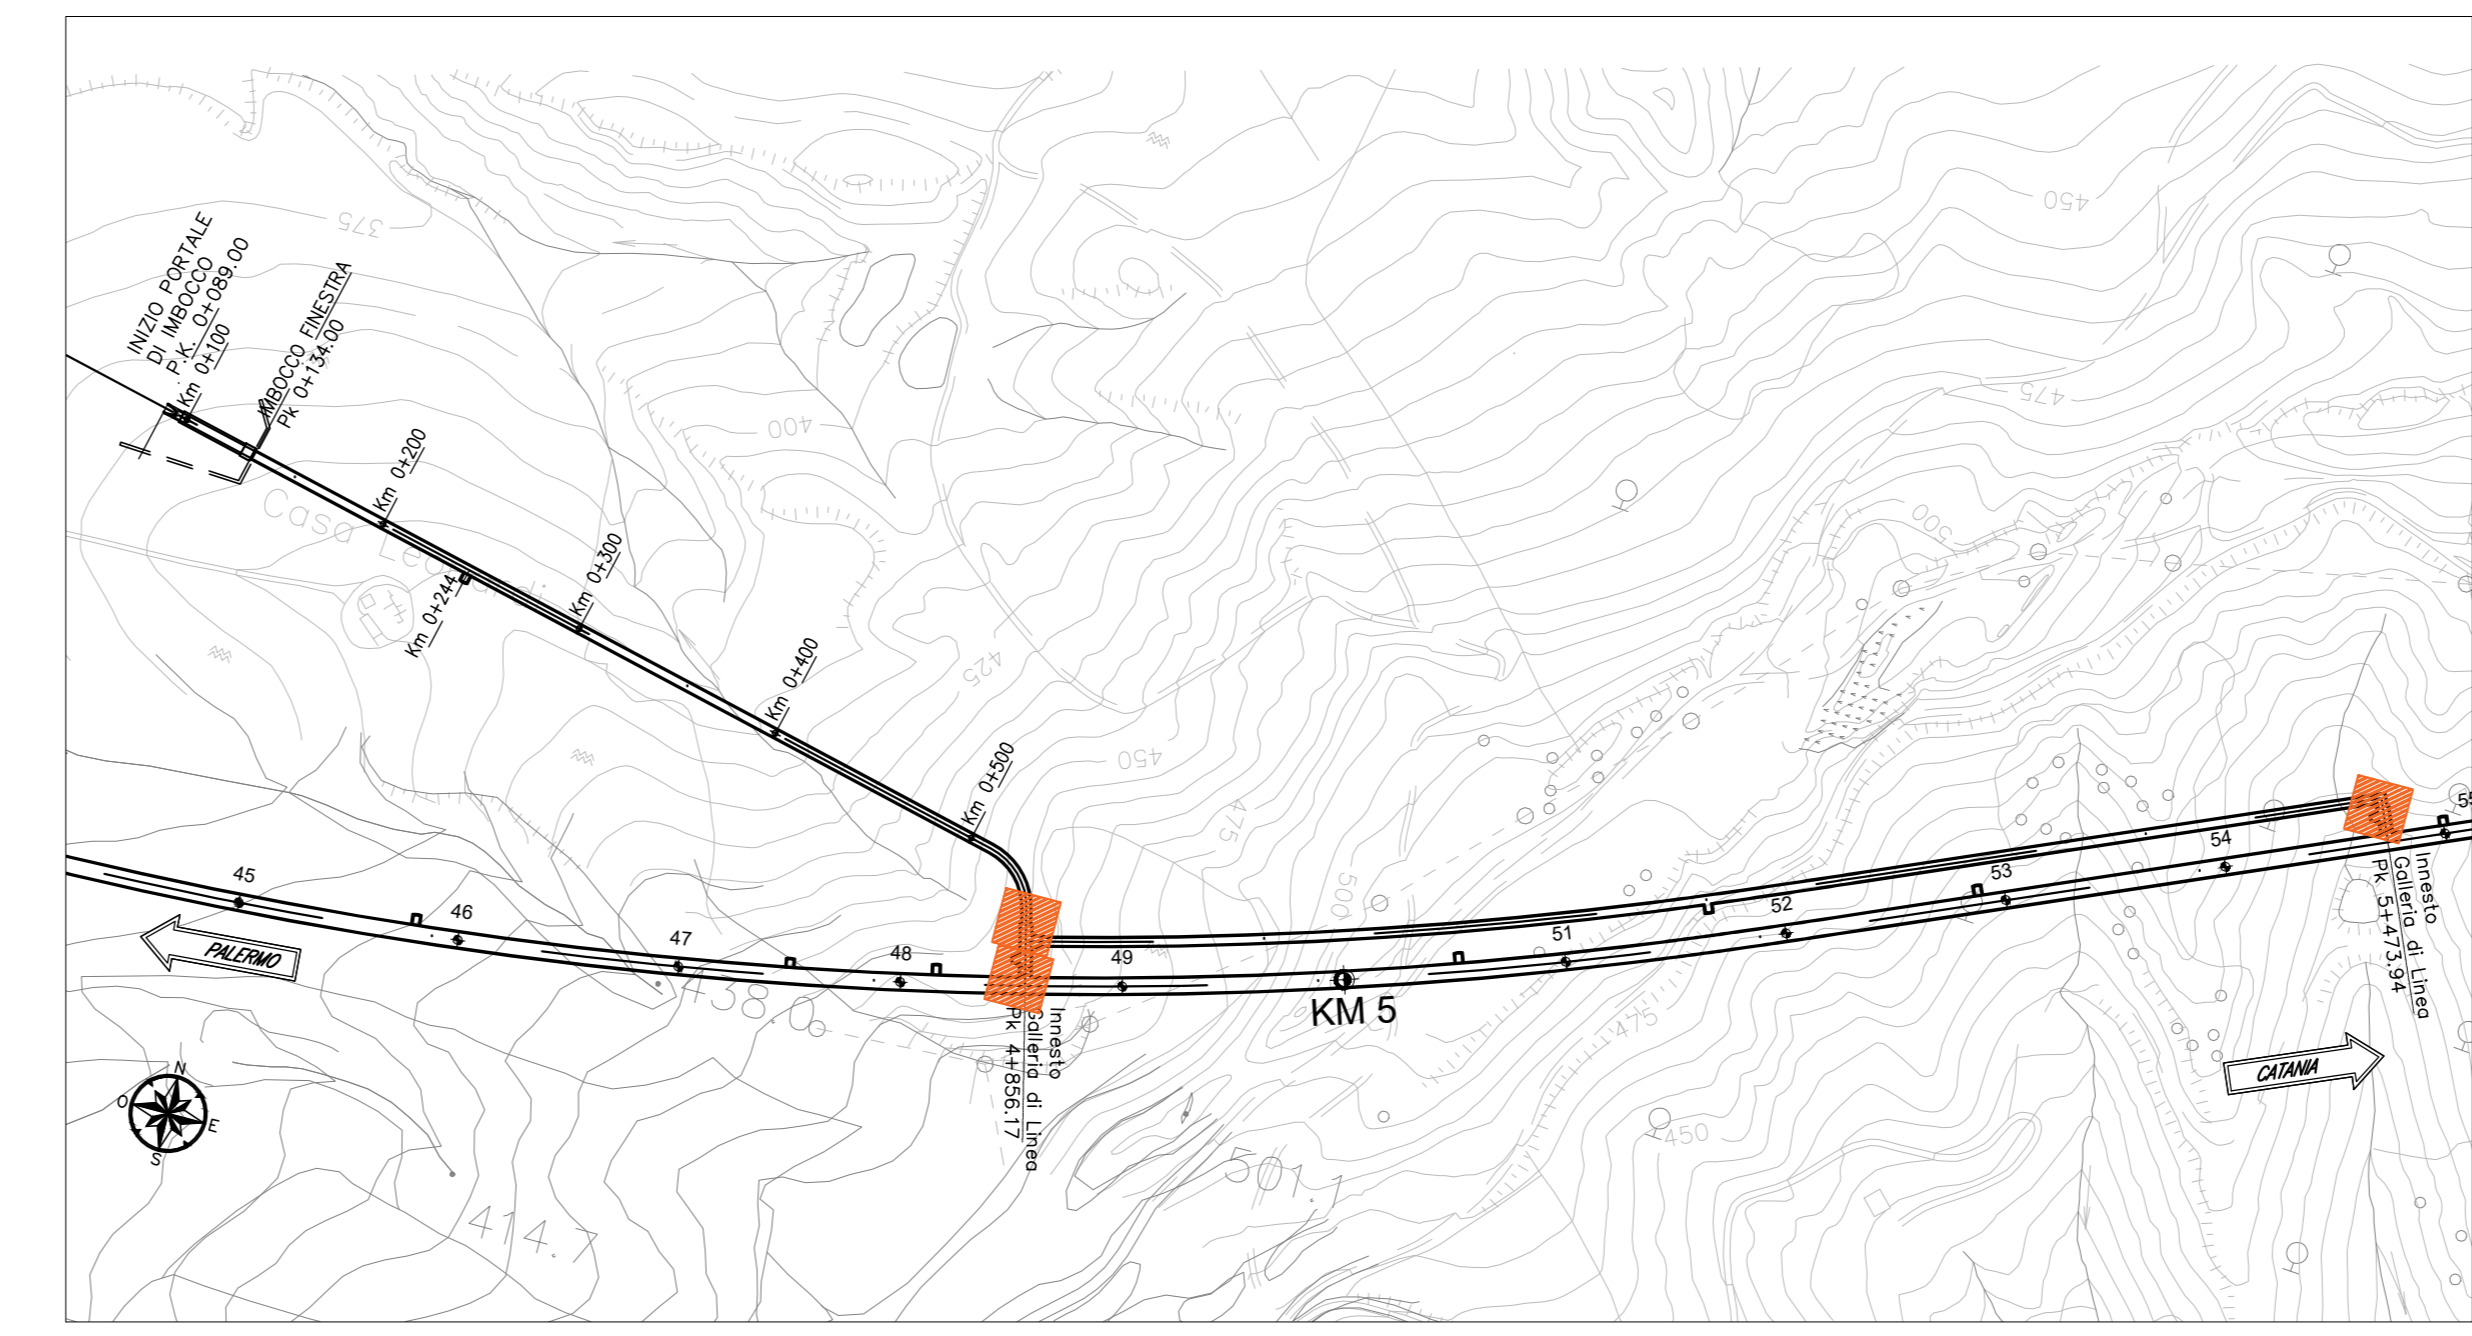 375
450
INIZIO PORTALE
DI IMBOCCO
P.K. 0+089.00
Km 0+100
IMBOCCO FINESTRA
Pk 0+134.00
475
400
Km 0+200
500
Km 0+300
Km 0+244
425
Km 0+400
450
Km 0+500
475
500
45
46
47
48
49
51
52
53
54
PALERMO
KM 5
475
438.0
Innesto
Galleria di Linea
Pk 4+856.17
Innesto
Galleria di Linea
Pk 5+473.94
CATANIA
N
O
E
S
450
501.1
414.7